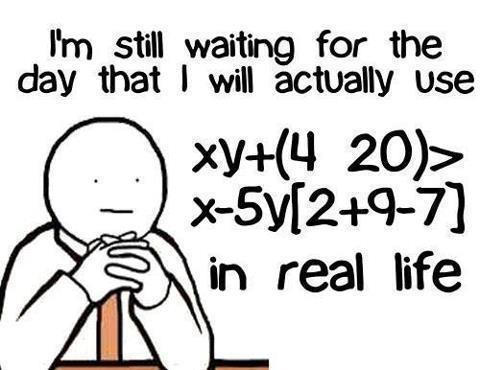 I'm still waiting for the
day that I will actually use
xy+(4 20)>
x-5y[2+9-7]
in real life